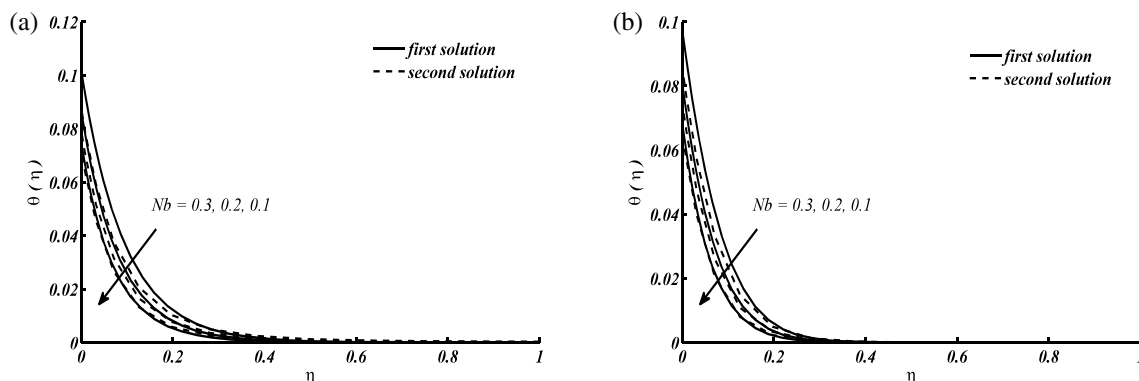 (a)
0.12
0.1
0.08
0.06
0.04
0.02
0
θ (η)
first solution
second solution
Nb = 0.3, 0.2, 0.1
0 0.2 0.4 0.6 0.8 1
η
(b)
0.1
0.08
0.06
0.04
0.02
0
θ (η)
first solution
second solution
Nb = 0.3, 0.2, 0.1
0 0.2 0.4 0.6 0.8 1
η